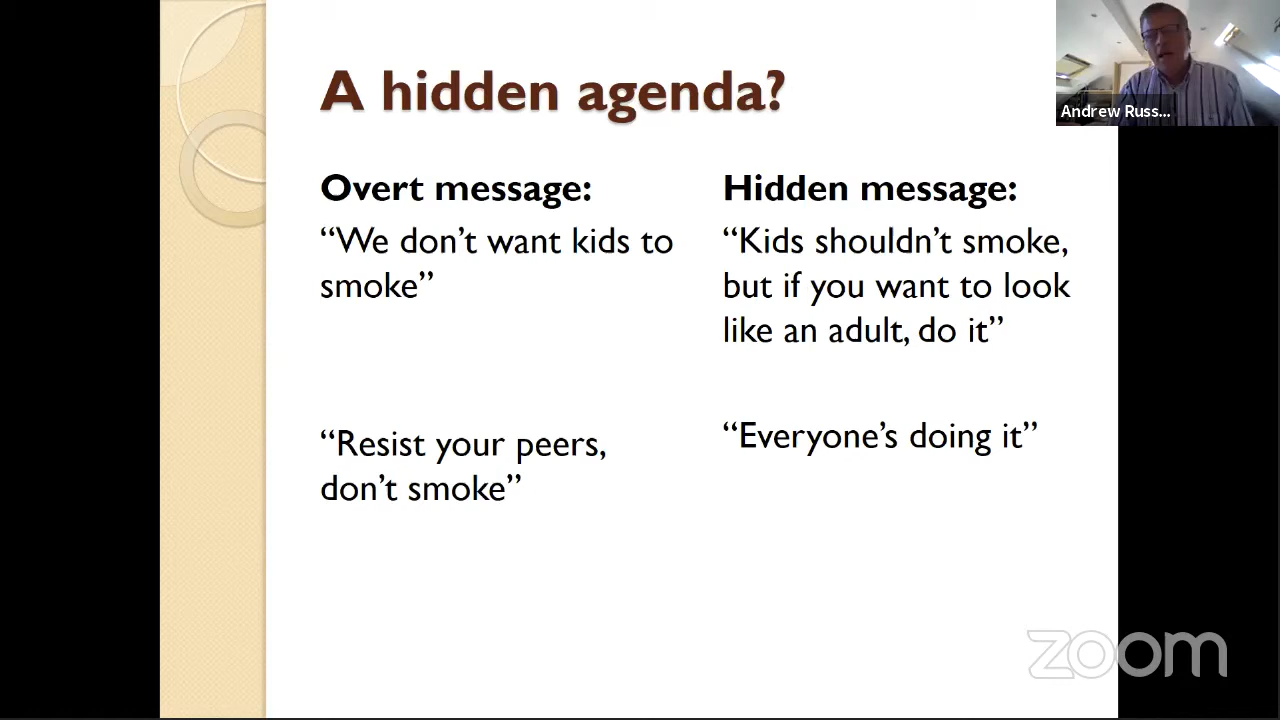 A hidden agenda?
Andrew Russ...
Overt message:
“We don’t want kids to
smoke”
“Resist your peers,
don’t smoke”
Hidden message:
“Kids shouldn’t smoke,
but if you want to look
like an adult, do it”
“Everyone’s doing it”
zoom